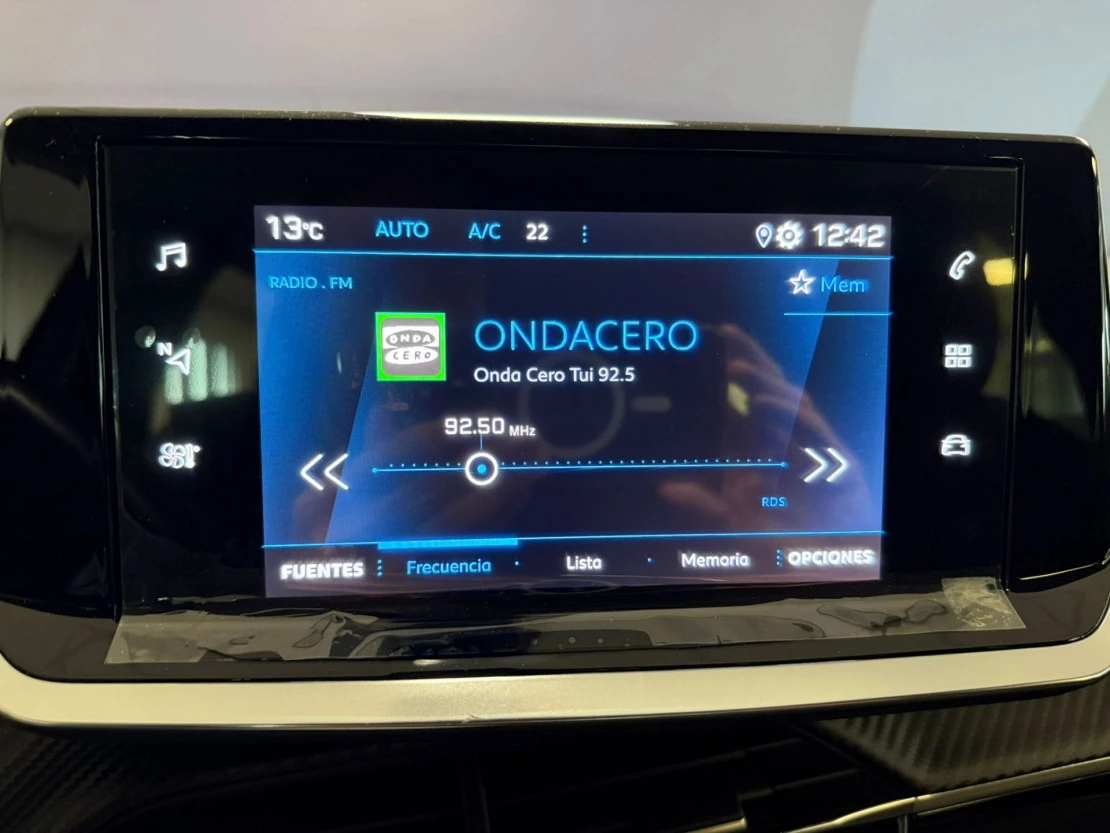 13°C AUTO A/C 22 12:42
RADIO . FM
Mem
ONDA
CERO
ONDACERO
Onda Cero Tui 92.5
92.50 MHz
RDS
FUENTES Frecuencia Lista Memoria OPCIONES
N